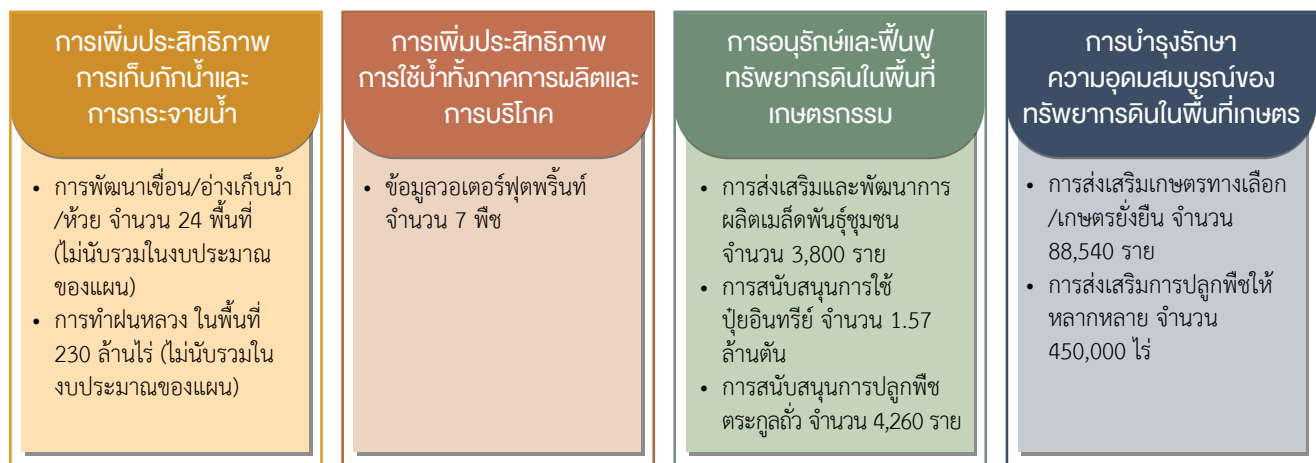 การเพิ่มประสิทธิภาพ
การเก็บกักน้ำและ
การกระจายน้ำ
• การพัฒนาเขื่อน/อ่างเก็บน้ำ
/ห้วย จำนวน 24 พื้นที่
(ไม่นับรวมในงบประมาณ
ของแผน)
• การทำฝนหลวง ในพื้นที่
230 ล้านไร่ (ไม่นับรวมใน
งบประมาณของแผน)
การเพิ่มประสิทธิภาพ
การใช้น้ำทั้งภาคการผลิตและ
การบริโภค
• ข้อมูลวอเตอร์ฟุตพริ้นท์
จำนวน 7 พืช
การอนุรักษ์และฟื้นฟู
ทรัพยากรดินในพื้นที่
เกษตรกรรม
• การส่งเสริมและพัฒนาการ
ผลิตเมล็ดพันธุ์ชุมชน
จำนวน 3,800 ราย
• การสนับสนุนการใช้
ปุ๋ยอินทรีย์ จำนวน 1.57
ล้านตัน
• การสนับสนุนการปลูกพืช
ตระกูลถั่ว จำนวน 4,260 ราย
การบำรุงรักษา
ความอุดมสมบูรณ์ของ
ทรัพยากรดินในพื้นที่เกษตร
• การส่งเสริมเกษตรทางเลือก
/เกษตรยั่งยืน จำนวน
88,540 ราย
• การส่งเสริมการปลูกพืชให้
หลากหลาย จำนวน
450,000 ไร่